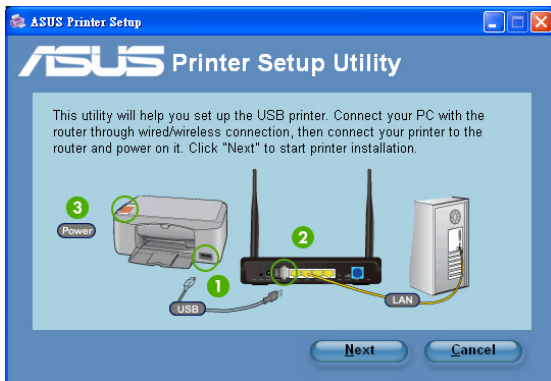 ASUS Printer Setup
ASUS Printer Setup Utility
This utility will help you set up the USB printer. Connect your PC with the
router through wired/wireless connection, then connect your printer to the
router and power on it. Click "Next" to start printer installation.
3
Power
2
1
USB
LAN
Next
Cancel